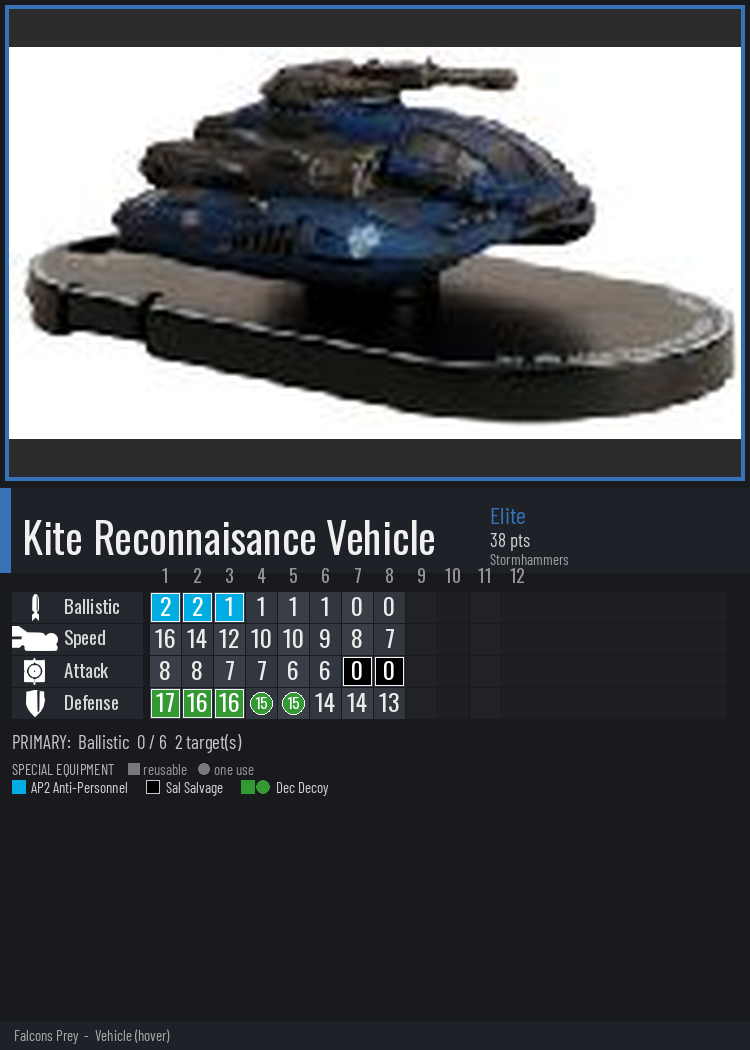 Kite Reconnaisance Vehicle
Elite
38 pts
Stormhammers
1 2 3 4 5 6 7 8 9 10 11 12
Ballistic 2 2 1 1 1 1 0 0
Speed 16 14 12 10 10 9 8 7
Attack 8 8 7 7 6 6 0 0
Defense 17 16 16 15 15 14 14 13
PRIMARY: Ballistic 0 / 6 2 target(s)
SPECIAL EQUIPMENT reusable one use
AP2 Anti-Personnel Sal Salvage Dec Decoy
Falcons Prey - Vehicle (hover)